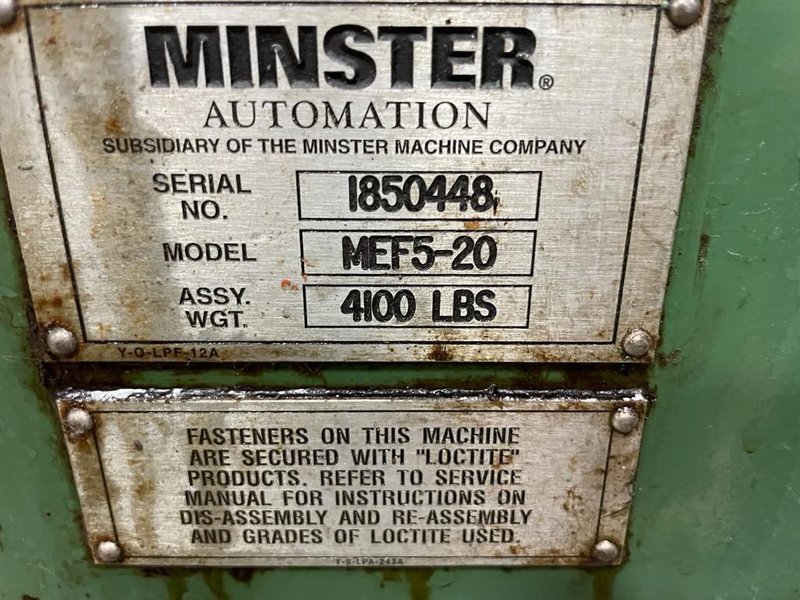 MINSTER®
AUTOMATION
SUBSIDIARY OF THE MINSTER MACHINE COMPANY
SERIAL NO. 1850448
MODEL MEF5-20
ASSY. WGT. 4100 LBS
Y-O-LPF-12A
FASTENERS ON THIS MACHINE
ARE SECURED WITH "LOCTITE"
PRODUCTS. REFER TO SERVICE
MANUAL FOR INSTRUCTIONS ON
DIS-ASSEMBLY AND RE-ASSEMBLY
AND GRADES OF LOCTITE USED.
Y-9-LPA-243A